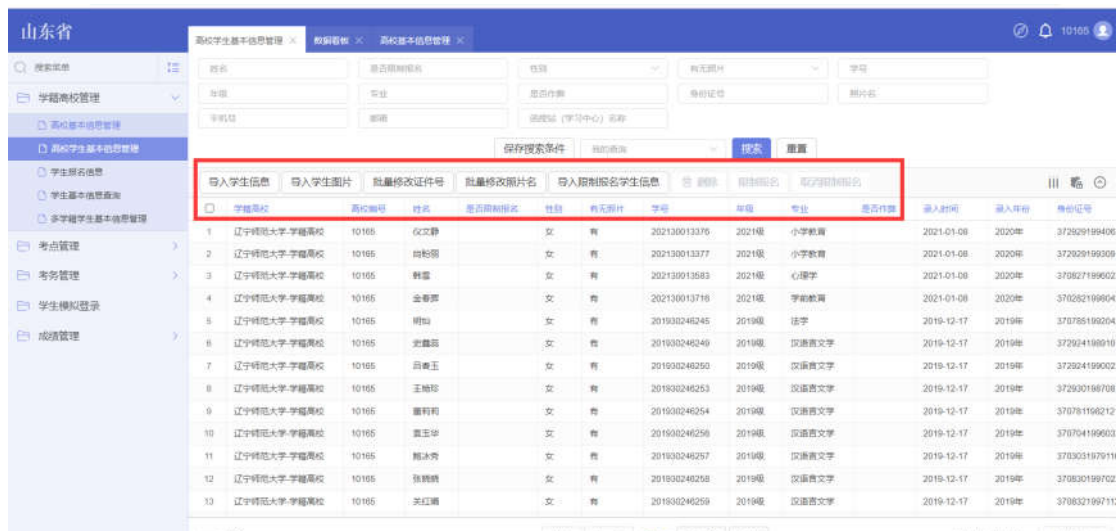 山东省
高校学生基本信息管理 ×
数据看板 ×
高校基本信息管理 ×
10165
搜索菜单
学籍高校管理
高校基本信息管理
高校学生基本信息管理
学生报名信息
学生基本信息查询
多学籍学生基本信息管理
考点管理
考务管理
学生模拟登录
成绩管理
姓名 是否限制报名 性别 有无照片 学号
年级 专业 是否作弊 身份证号 照片名
手机号 邮箱 函授站（学习中心）名称
保存搜索条件 我的查询 搜索 重置
导入学生信息 导入学生图片 批量修改证件号 批量修改照片名 导入限制报名学生信息 删除 限制报名 取消限制报名
学籍高校 高校编号 姓名 是否限制报名 性别 有无照片 学号 年级 专业 是否作弊 录入时间 录入年份 身份证号
1 辽宁师范大学-学籍高校 10165 仪文静 女 有 202130013376 2021级 小学教育 2021-01-08 2020年 372929199406
2 辽宁师范大学-学籍高校 10165 女 有 202130013377 2021级 小学教育 2021-01-08 2020年 372929199309
3 辽宁师范大学-学籍高校 10165 韩雪 女 有 202130013583 2021级 心理学 2021-01-08 2020年 370827199602
4 辽宁师范大学-学籍高校 10165 女 有 202130013716 2021级 学前教育 2021-01-08 2020年 370282199804
5 辽宁师范大学-学籍高校 10165 女 有 201930246245 2019级 法学 2019-12-17 2019年 370785199204
6 辽宁师范大学-学籍高校 10165 女 有 201930246249 2019级 汉语言文学 2019-12-17 2019年 372924198910
7 辽宁师范大学-学籍高校 10165 女 有 201930246250 2019级 汉语言文学 2019-12-17 2019年 372924199002
8 辽宁师范大学-学籍高校 10165 女 有 201930246253 2019级 汉语言文学 2019-12-17 2019年 372930198708
9 辽宁师范大学-学籍高校 10165 董莉莉 女 有 201930246254 2019级 汉语言文学 2019-12-17 2019年 370781198212
10 辽宁师范大学-学籍高校 10165 女 有 201930246256 2019级 汉语言文学 2019-12-17 2019年 370704199603
11 辽宁师范大学-学籍高校 10165 女 有 201930246257 2019级 汉语言文学 2019-12-17 2019年
12 辽宁师范大学-学籍高校 10165 女 有 201930246258 2019级 汉语言文学 2019-12-17 2019年 370830199702
13 辽宁师范大学-学籍高校 10165 关红娟 女 有 201930246259 2019级 汉语言文学 2019-12-17 2019年